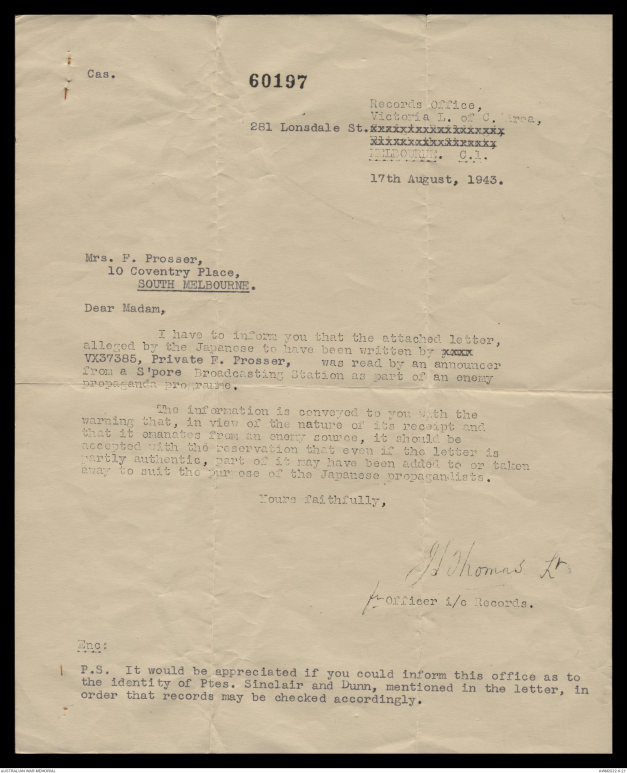 Cas.
60197
Records Office,
Victoria L. of C. Area,
281 Lonsdale St.
MELBOURNE. C.1.
17th August, 1943.
Mrs. F. Prosser,
10 Coventry Place,
SOUTH MELBOURNE.
Dear Madam,
I have to inform you that the attached letter,
alleged by the Japanese to have been written by xxxx
VX37385, Private F. Prosser, was read by an announcer
from a S'pore Broadcasting Station as part of an enemy
propaganda programme.
The information is conveyed to you with the
warning that, in view of the nature of its receipt and
that it emanates from an enemy source, it should be
accepted with the reservation that even if the letter is
partly authentic, part of it may have been added to or taken
away to suit the purpose of the Japanese propagandists.
Yours faithfully,
Thomas Lt
fr Officer i/c Records.
Enc:
P.S. It would be appreciated if you could inform this office as to
the identity of Ptes. Sinclair and Dunn, mentioned in the letter, in
order that records may be checked accordingly.
AUSTRALIAN WAR MEMORIAL